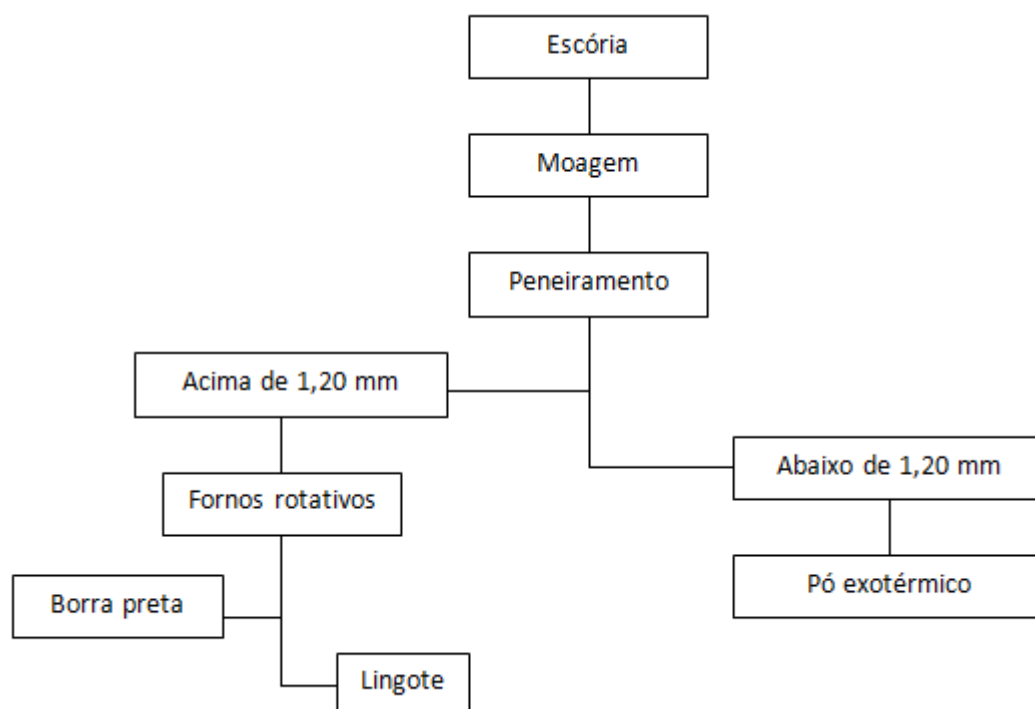 Escória
Moagem
Peneiramento
Acima de 1,20 mm
Abaixo de 1,20 mm
Fornos rotativos
Pó exotérmico
Borra preta
Lingote